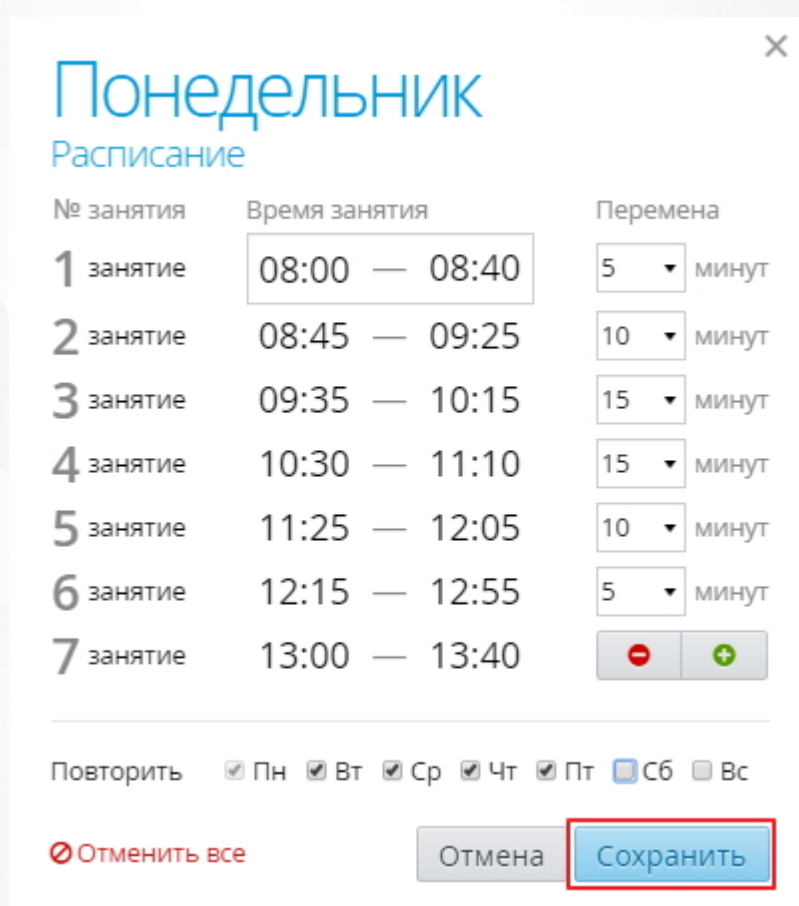 Понедельник
Расписание
№ занятия Время занятия Перемена
1 занятие 08:00 — 08:40 5 минут
2 занятие 08:45 — 09:25 10 минут
3 занятие 09:35 — 10:15 15 минут
4 занятие 10:30 — 11:10 15 минут
5 занятие 11:25 — 12:05 10 минут
6 занятие 12:15 — 12:55 5 минут
7 занятие 13:00 — 13:40
Повторить Пн Вт Ср Чт Пт Сб Вс
Отменить все Отмена Сохранить